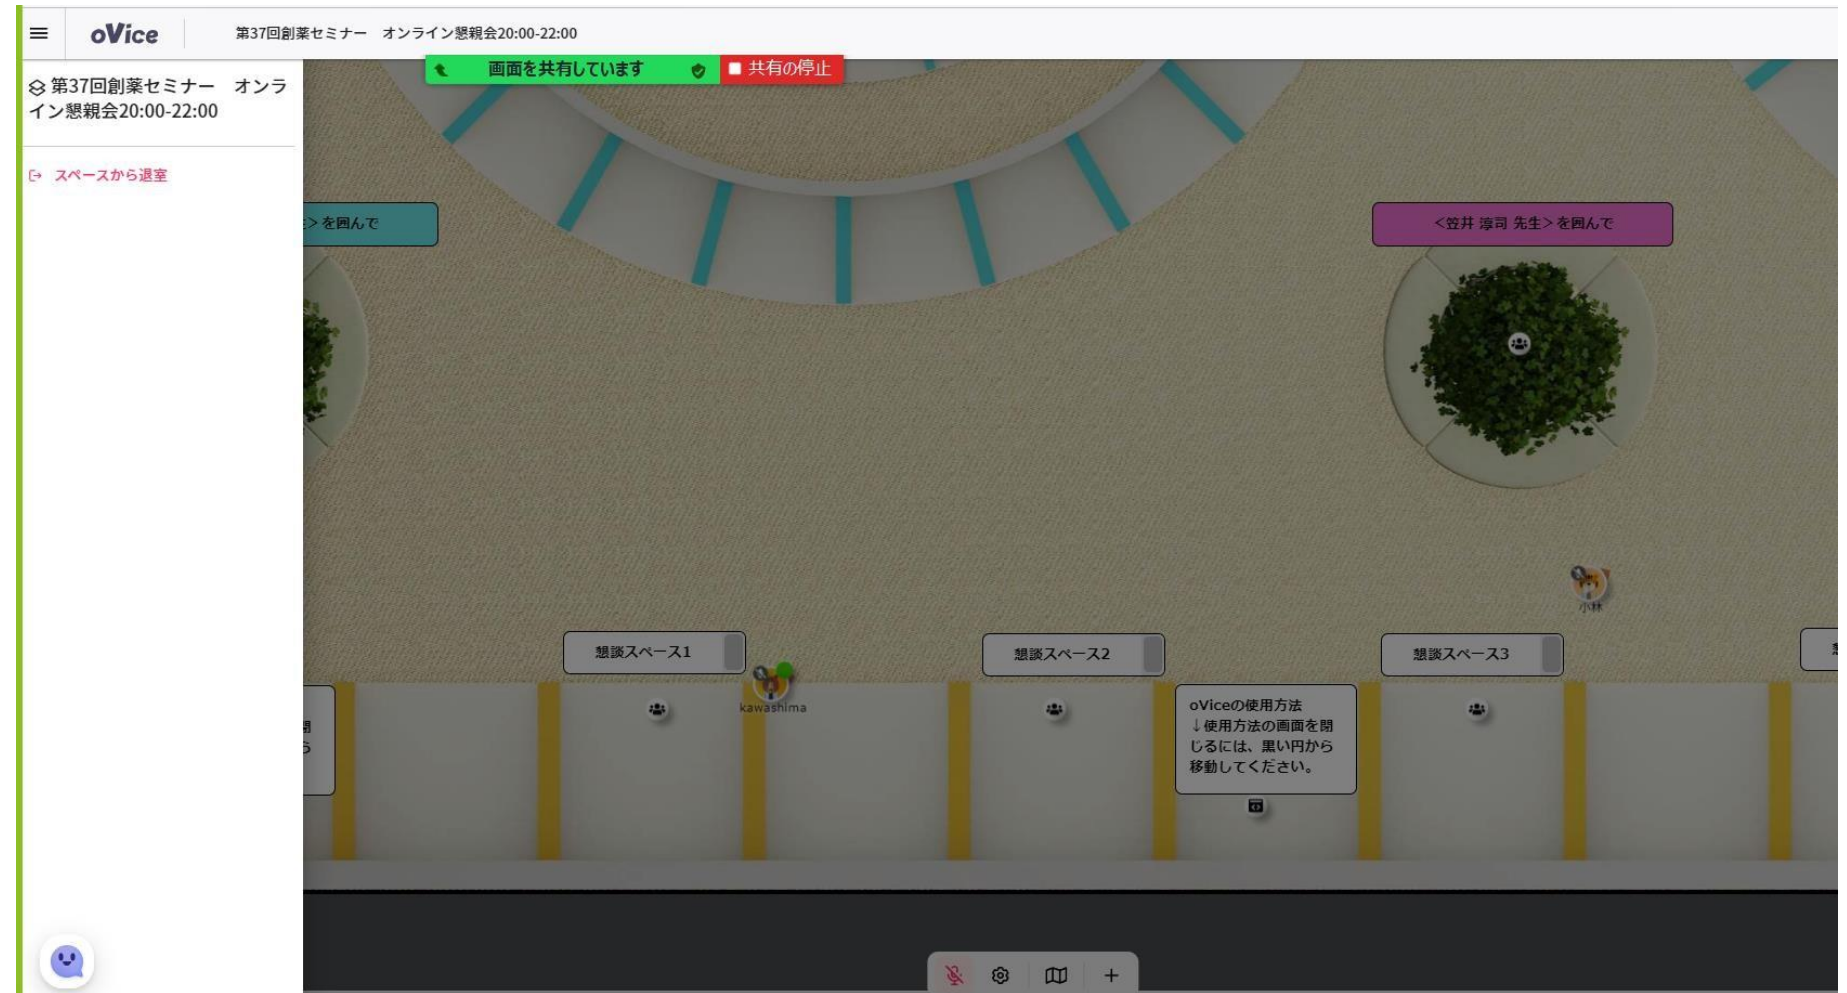 oVice
第37回創薬セミナー　オンライン懇親会20:00-22:00
画面を共有しています
共有の停止
第37回創薬セミナー　オンラ
イン懇親会20:00-22:00
スペースから退室
＞を囲んで
＜笠井 淳司 先生＞を囲んで
小林
懇談スペース1
懇談スペース2
懇談スペース3
kawashima
oViceの使用方法
↓使用方法の画面を閉
じるには、黒い円から
移動してください。